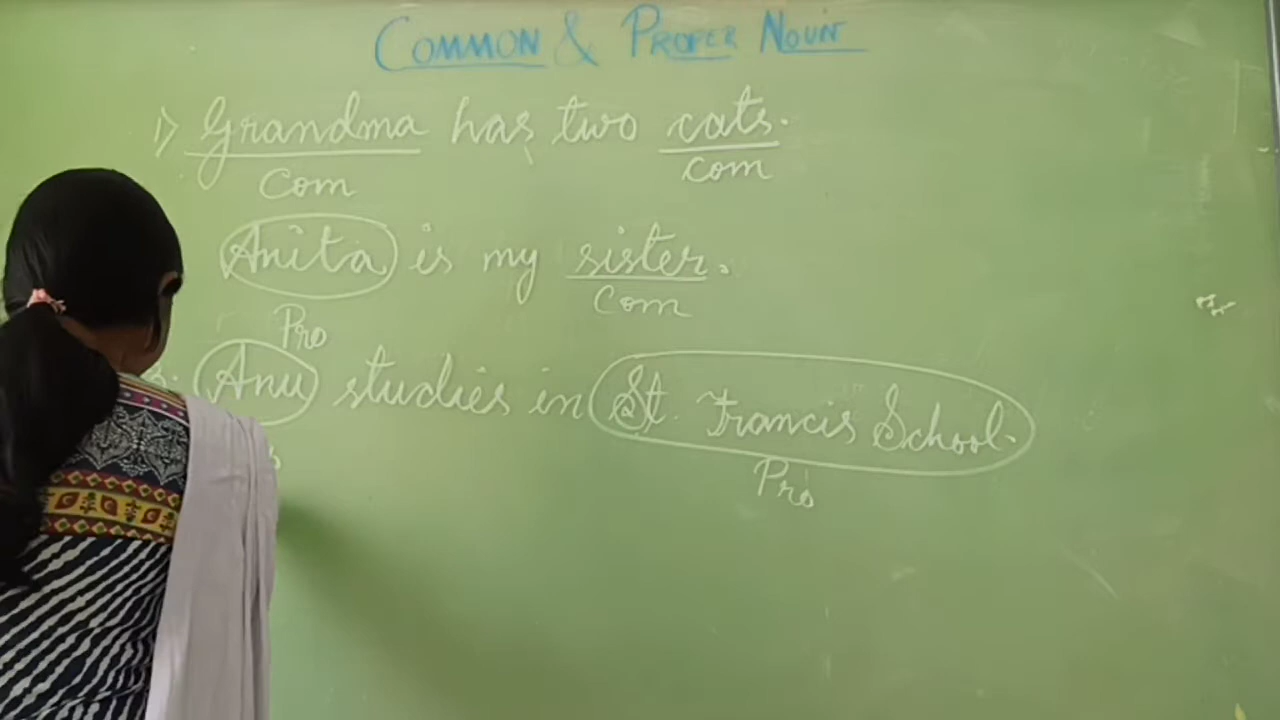 COMMON & PROPER NOUN
1) Grandma has two cats.
Com com
Anita is my sister.
Pro Com
3. Anu studies in St. Francis School.
Pro